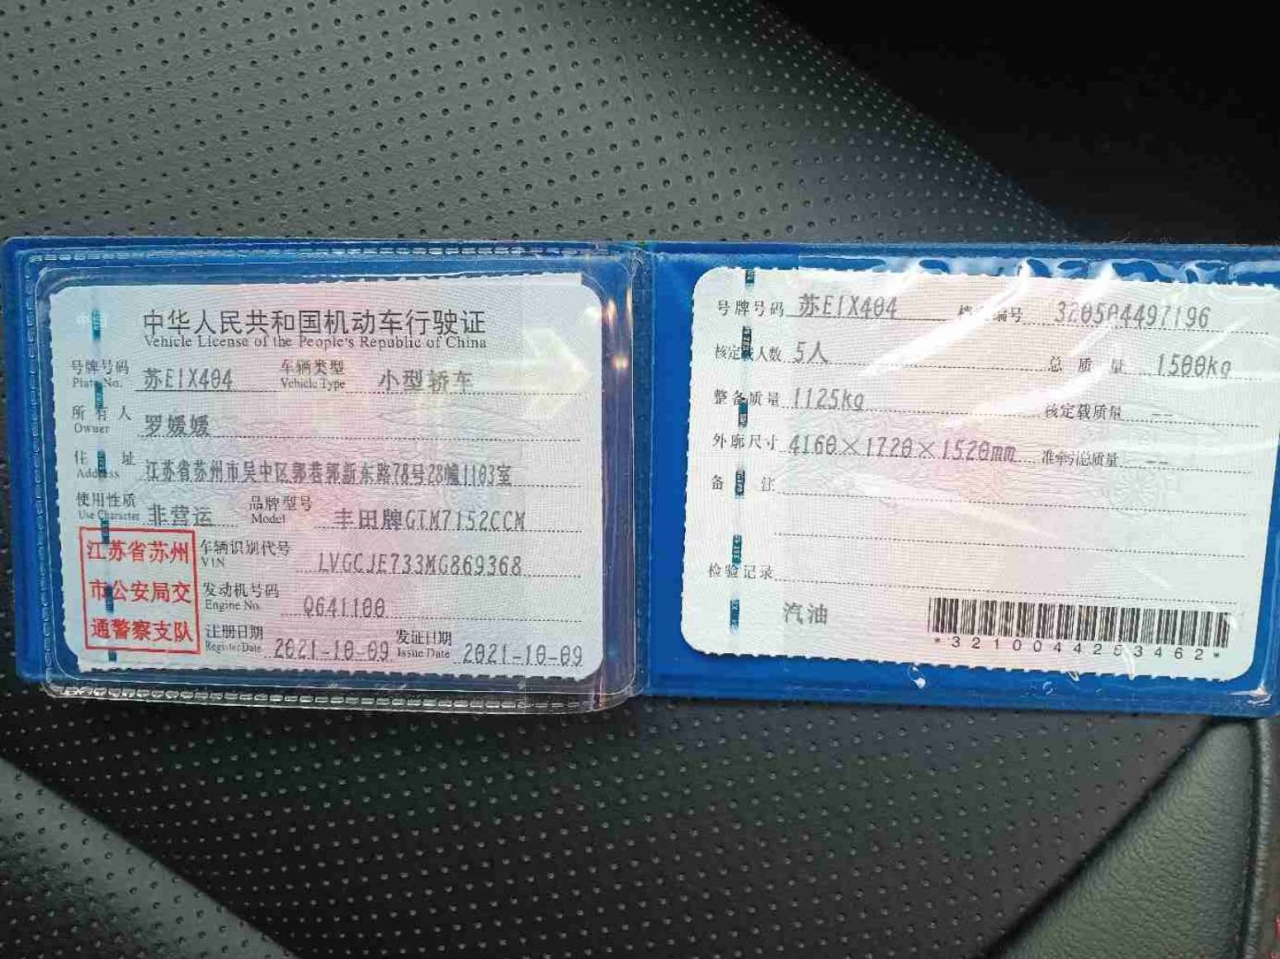 中华人民共和国机动车行驶证
Vehicle License of the People's Republic of China
号牌号码 苏E1X404 车辆类型 小型轿车
Plate No. Vehicle Type
所有人 罗媛媛
Owner
住址 江苏省苏州市吴中区郭巷郭新东路78号28幢1103室
Address
使用性质 非营运 品牌型号 丰田牌GTM7152CCM
Use Character Model
江苏省苏州
市公安局交
通警察支队
车辆识别代号 LVGCJE733MG869368
VIN
发动机号码 Q641100
Engine No.
注册日期 2021-10-09 发证日期 2021-10-09
Register Date Issue Date
号牌号码 苏E1X404 编号 320504497196
核定载人数 5人 总质量 1500kg
整备质量 1125kg 核定载质量 --
外廓尺寸 4160×1720×1520mm 准牵引总质量 --
备注
检验记录
汽油
*3210044253462*